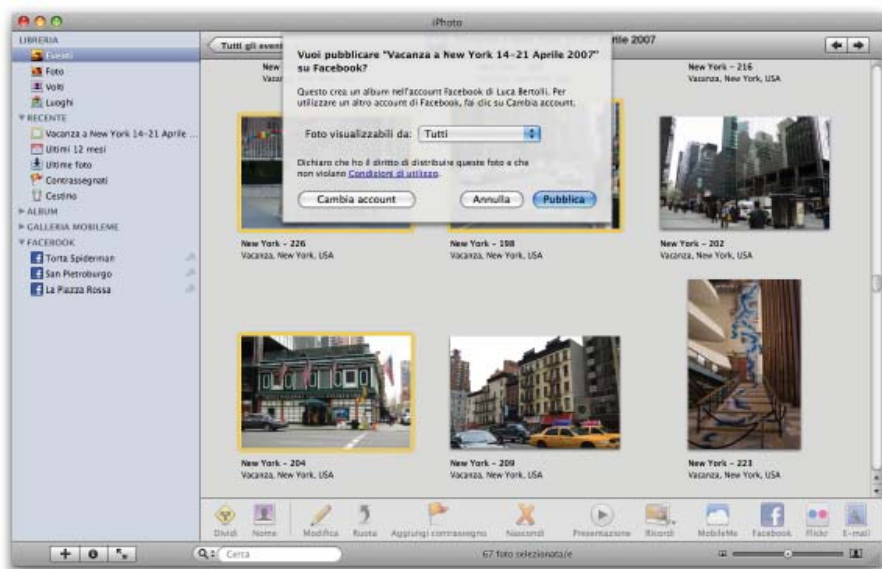 iPhoto
LIBRERIA
Eventi
Foto
Volti
Luoghi
RECENTE
Vacanza a New York 14-21 Aprile ...
Ultimi 12 mesi
Ultime foto
Contrassegnati
Cestino
ALBUM
GALLERIA MOBILEME
FACEBOOK
Torta Spiderman
San Pietroburgo
La Piazza Rossa
Tutti gli eventi
2007
Vuoi pubblicare "Vacanza a New York 14-21 Aprile 2007"
su Facebook?
Questo crea un album nell'account Facebook di Luca Bertolli. Per
utilizzare un altro account di Facebook, fai clic su Cambia account.
Foto visualizzabili da: Tutti
Dichiaro che ho il diritto di distribuire queste foto e che
non violano Condizioni di utilizzo.
Cambia account
Annulla
Pubblica
New York - 216
Vacanza, New York, USA
New York - 226
Vacanza, New York, USA
New York - 198
Vacanza, New York, USA
New York - 202
Vacanza, New York, USA
New York - 204
Vacanza, New York, USA
New York - 209
Vacanza, New York, USA
New York - 223
Vacanza, New York, USA
Dividi Nome Modifica Ruota Aggiungi contrassegno Nascondi Presentazione Ricordi MobileMe Facebook Flickr E-mail
Cerca
67 foto selezionata/e